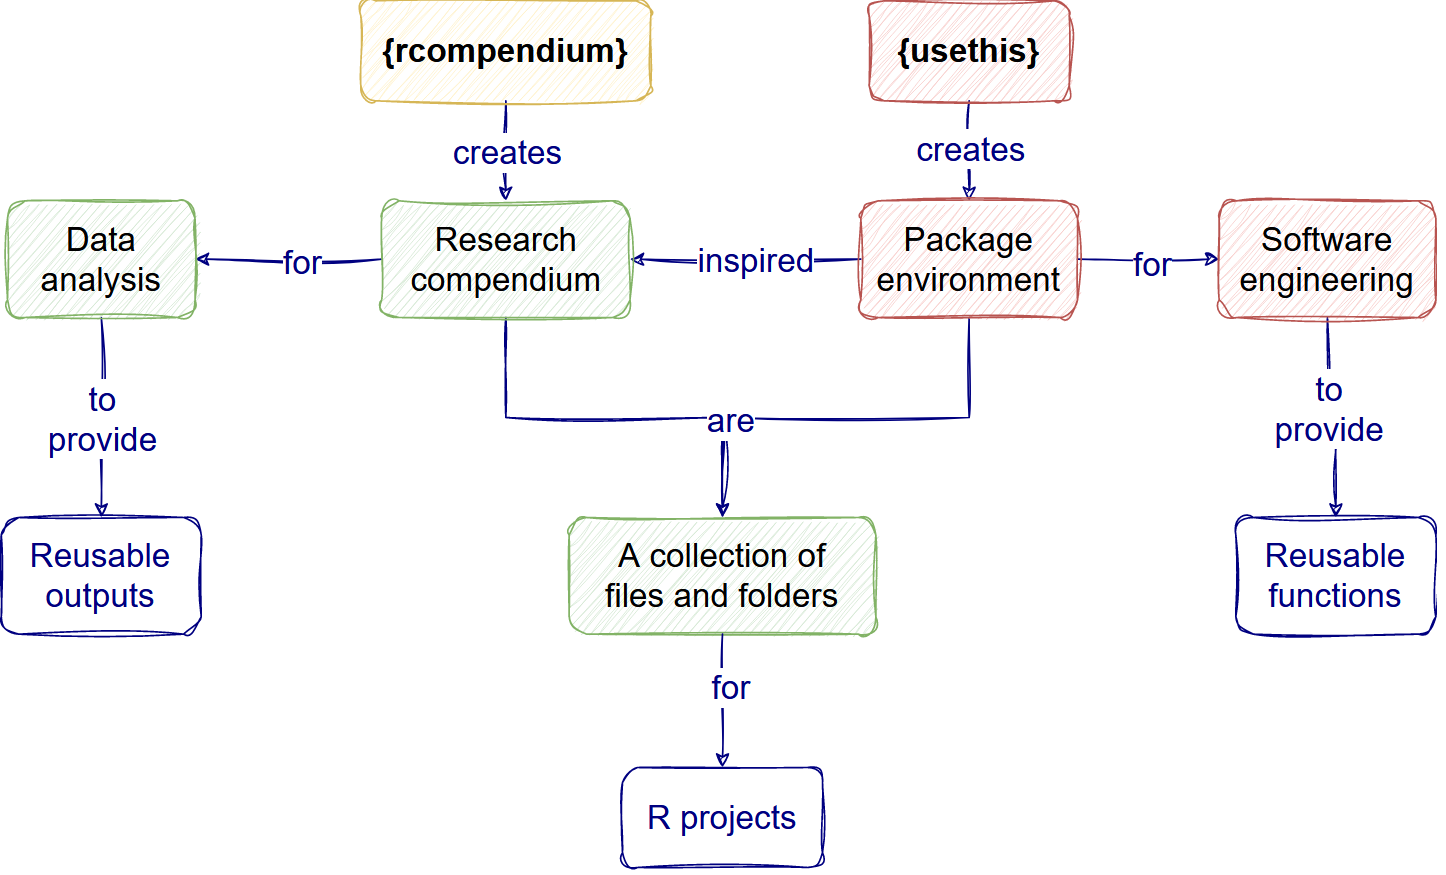 {rcompendium}
{usethis}
creates
creates
Data
analysis
for
Research
compendium
inspired
Package
environment
for
Software
engineering
to
provide
are
to
provide
Reusable
outputs
A collection of
files and folders
Reusable
functions
for
R projects